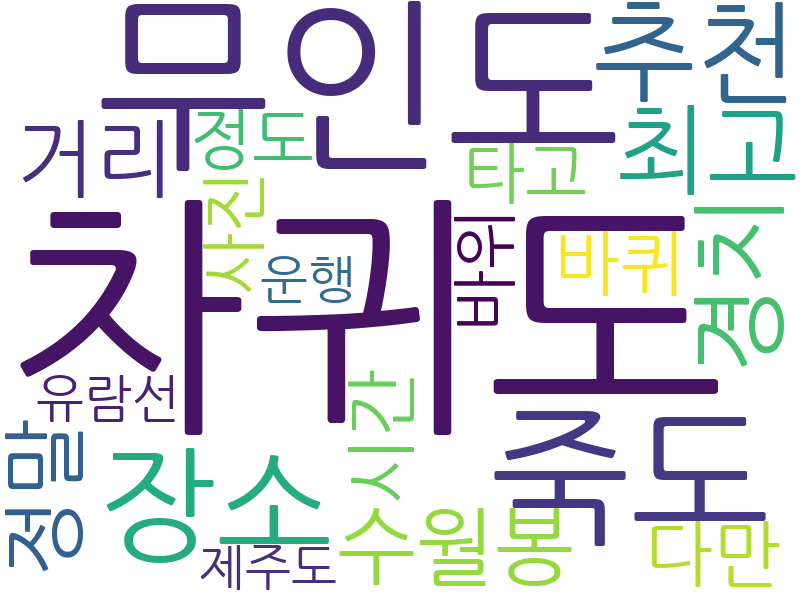 무인도
추천
거리
정도
타고
최고
차귀도
사진
운행
바위
바퀴
경치
유람선
시간
죽도
정말
장소
제주도
수월봉
다만